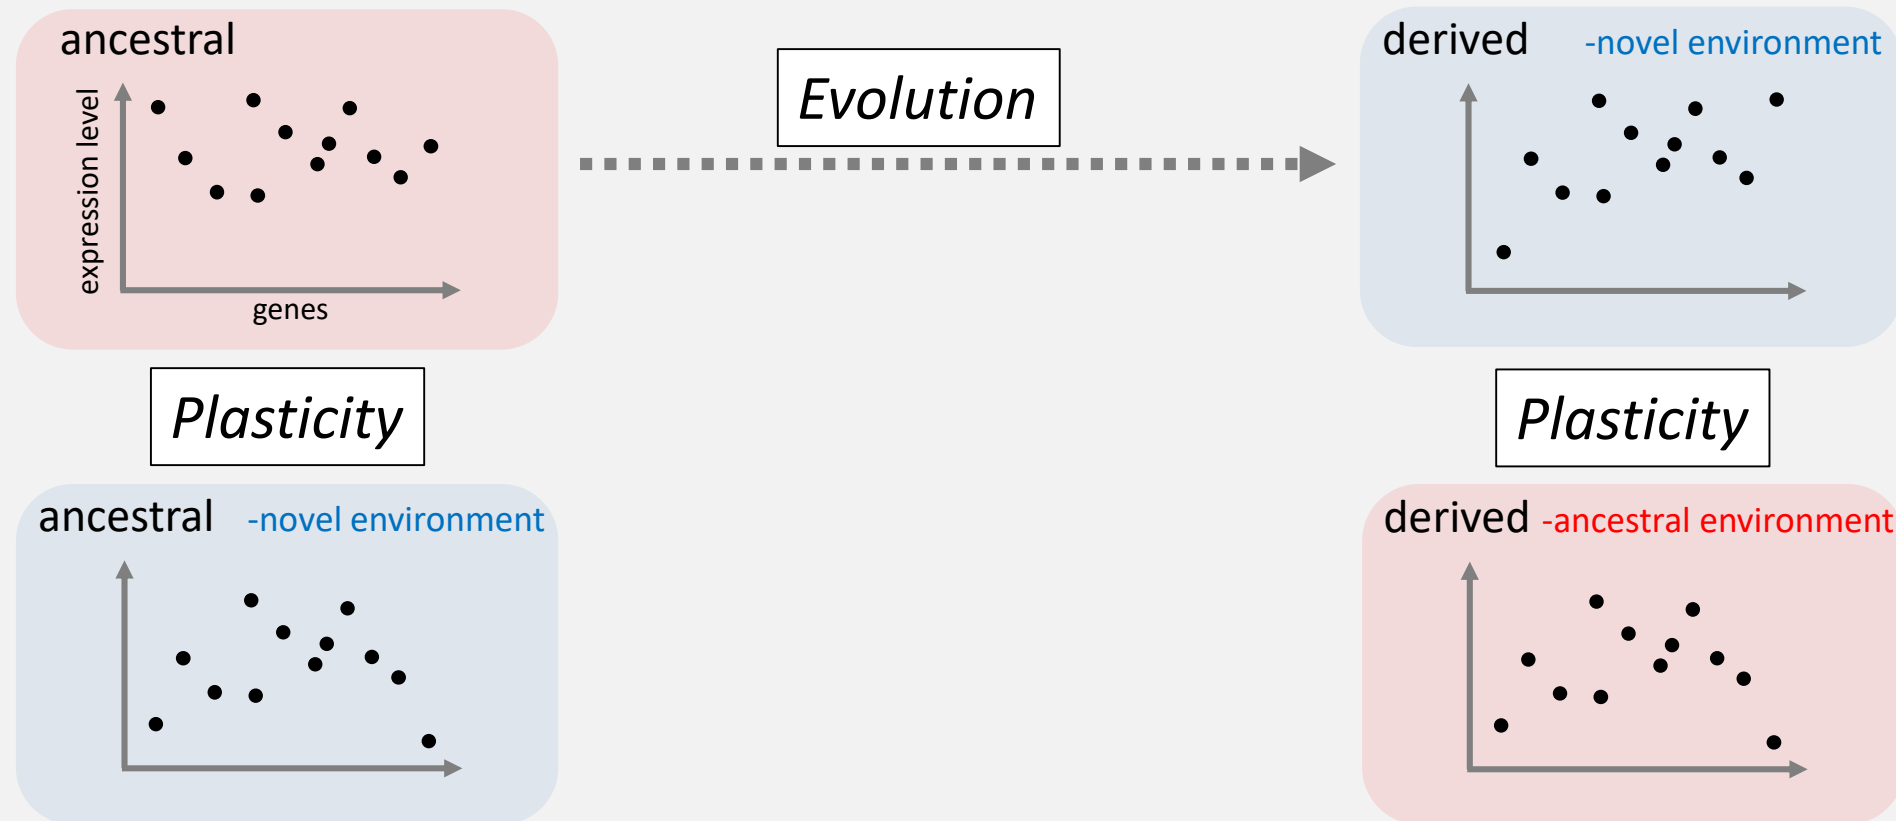 ancestral
expression level
genes
Evolution
derived -novel environment
Plasticity
Plasticity
ancestral -novel environment
derived -ancestral environment